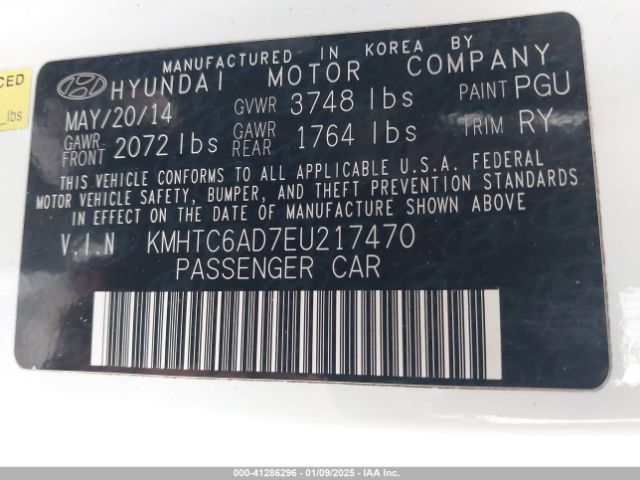 CED
lbs
MANUFACTURED IN KOREA BY
HYUNDAI MOTOR COMPANY
MAY/20/14 GVWR 3748 lbs PAINT PGU
GAWR FRONT 2072 lbs GAWR REAR 1764 lbs TRIM RY
THIS VEHICLE CONFORMS TO ALL APPLICABLE U.S.A. FEDERAL
MOTOR VEHICLE SAFETY, BUMPER, AND THEFT PREVENTION STANDARDS
IN EFFECT ON THE DATE OF MANUFACTURE SHOWN ABOVE.
V.I.N KMHTC6AD7EU217470
PASSENGER CAR
000-41286296 - 01/09/2025 - IAA Inc.